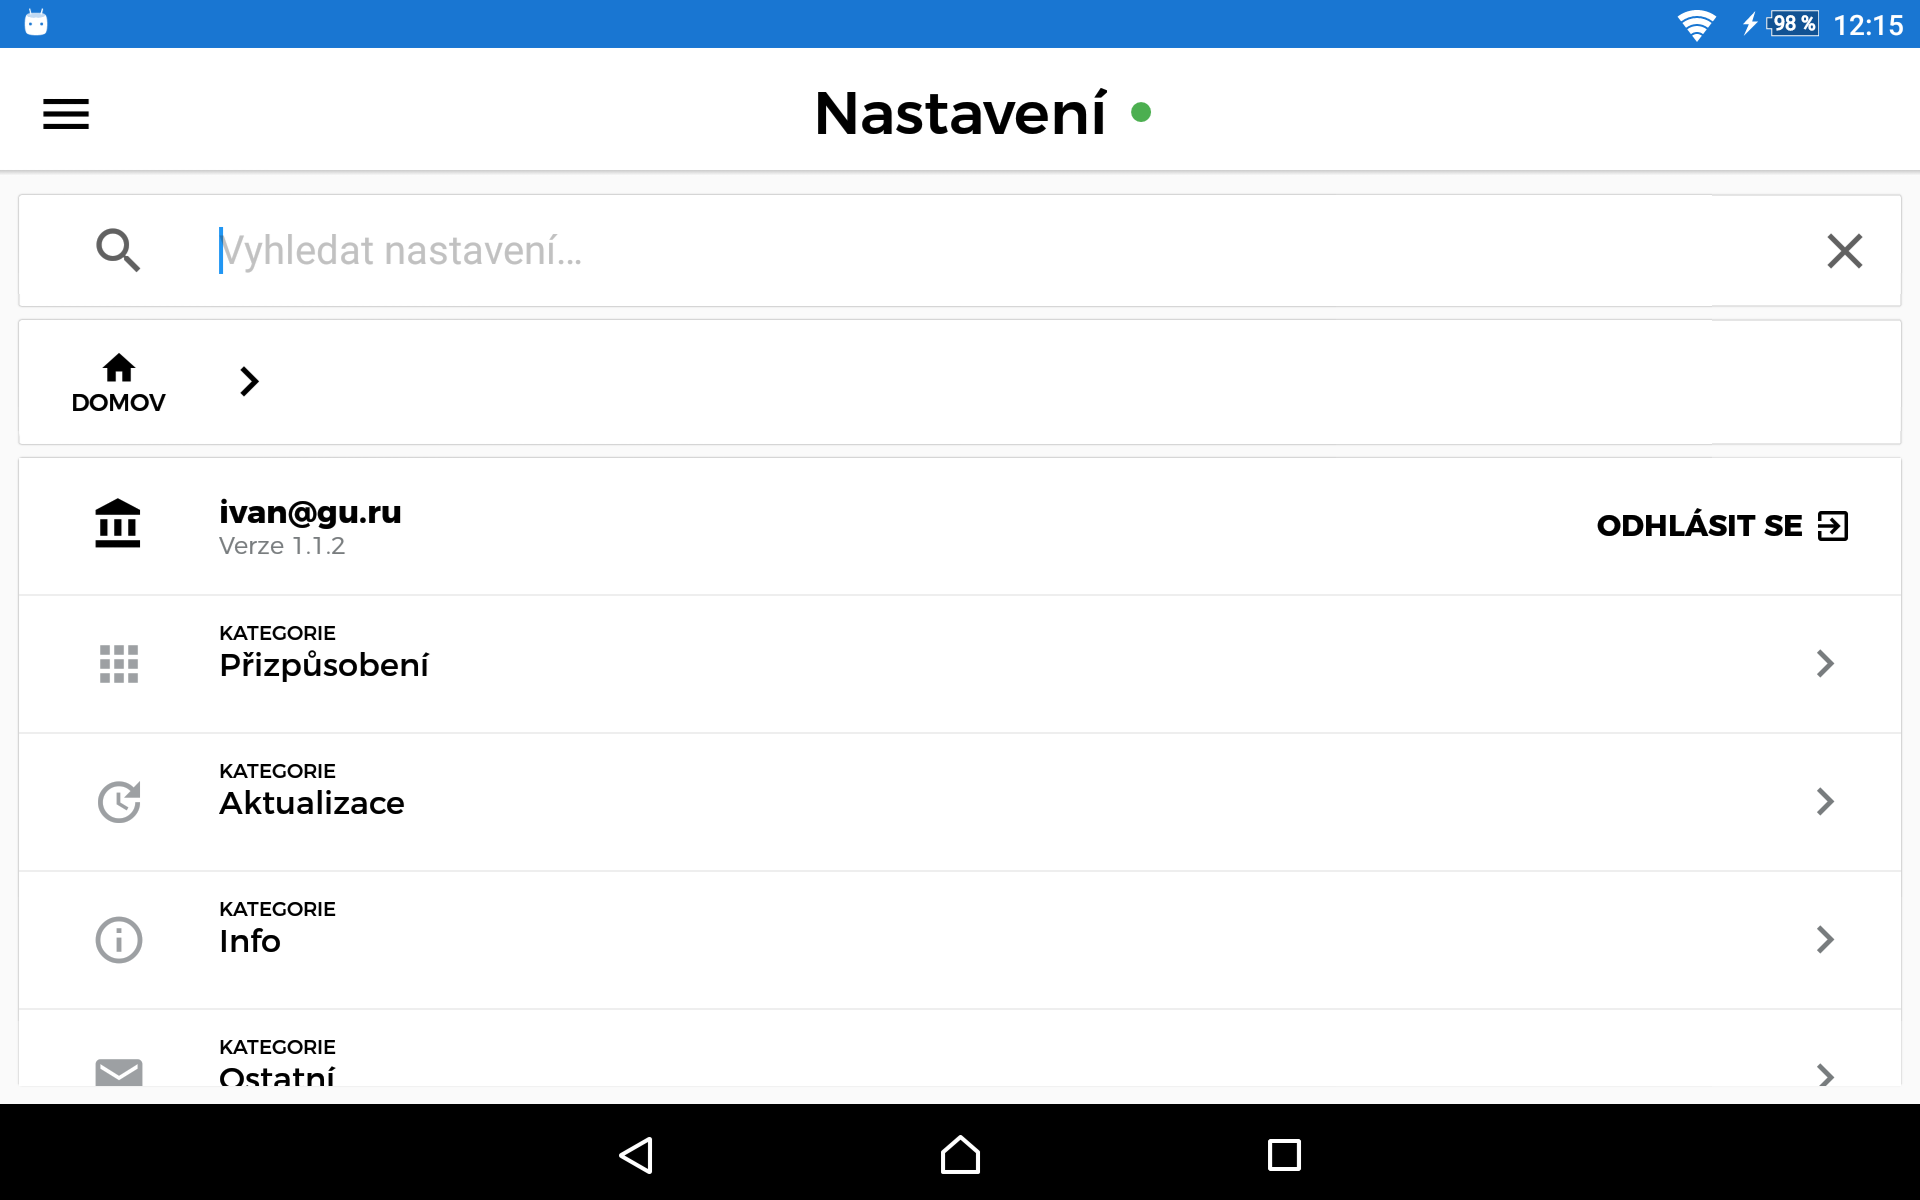 98 % 12:15
Nastavení
Vyhledat nastavení...
DOMOV
ivan@gu.ru
Verze 1.1.2
ODHLÁSIT SE
KATEGORIE
Přizpůsobení
KATEGORIE
Aktualizace
KATEGORIE
Info
KATEGORIE
Ostatní